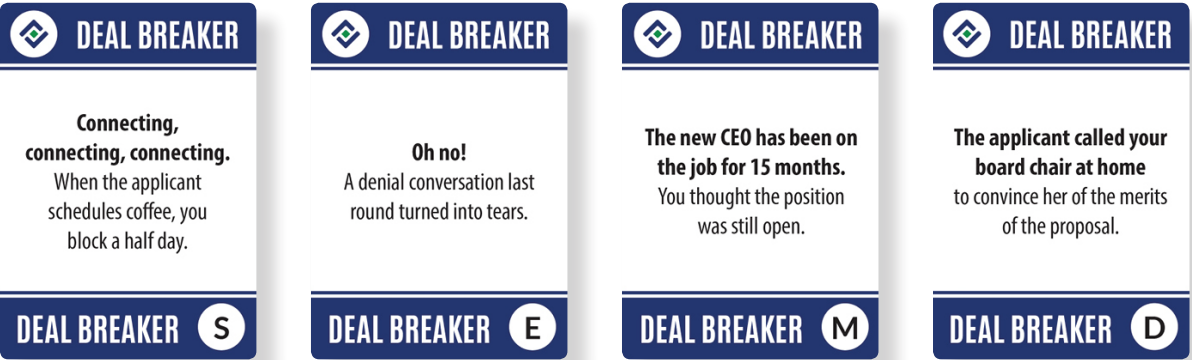 DEAL BREAKER
Connecting,
connecting, connecting.
When the applicant
schedules coffee, you
block a half day.
DEAL BREAKER S
DEAL BREAKER
Oh no!
A denial conversation last
round turned into tears.
DEAL BREAKER E
DEAL BREAKER
The new CEO has been on
the job for 15 months.
You thought the position
was still open.
DEAL BREAKER M
DEAL BREAKER
The applicant called your
board chair at home
to convince her of the merits
of the proposal.
DEAL BREAKER D